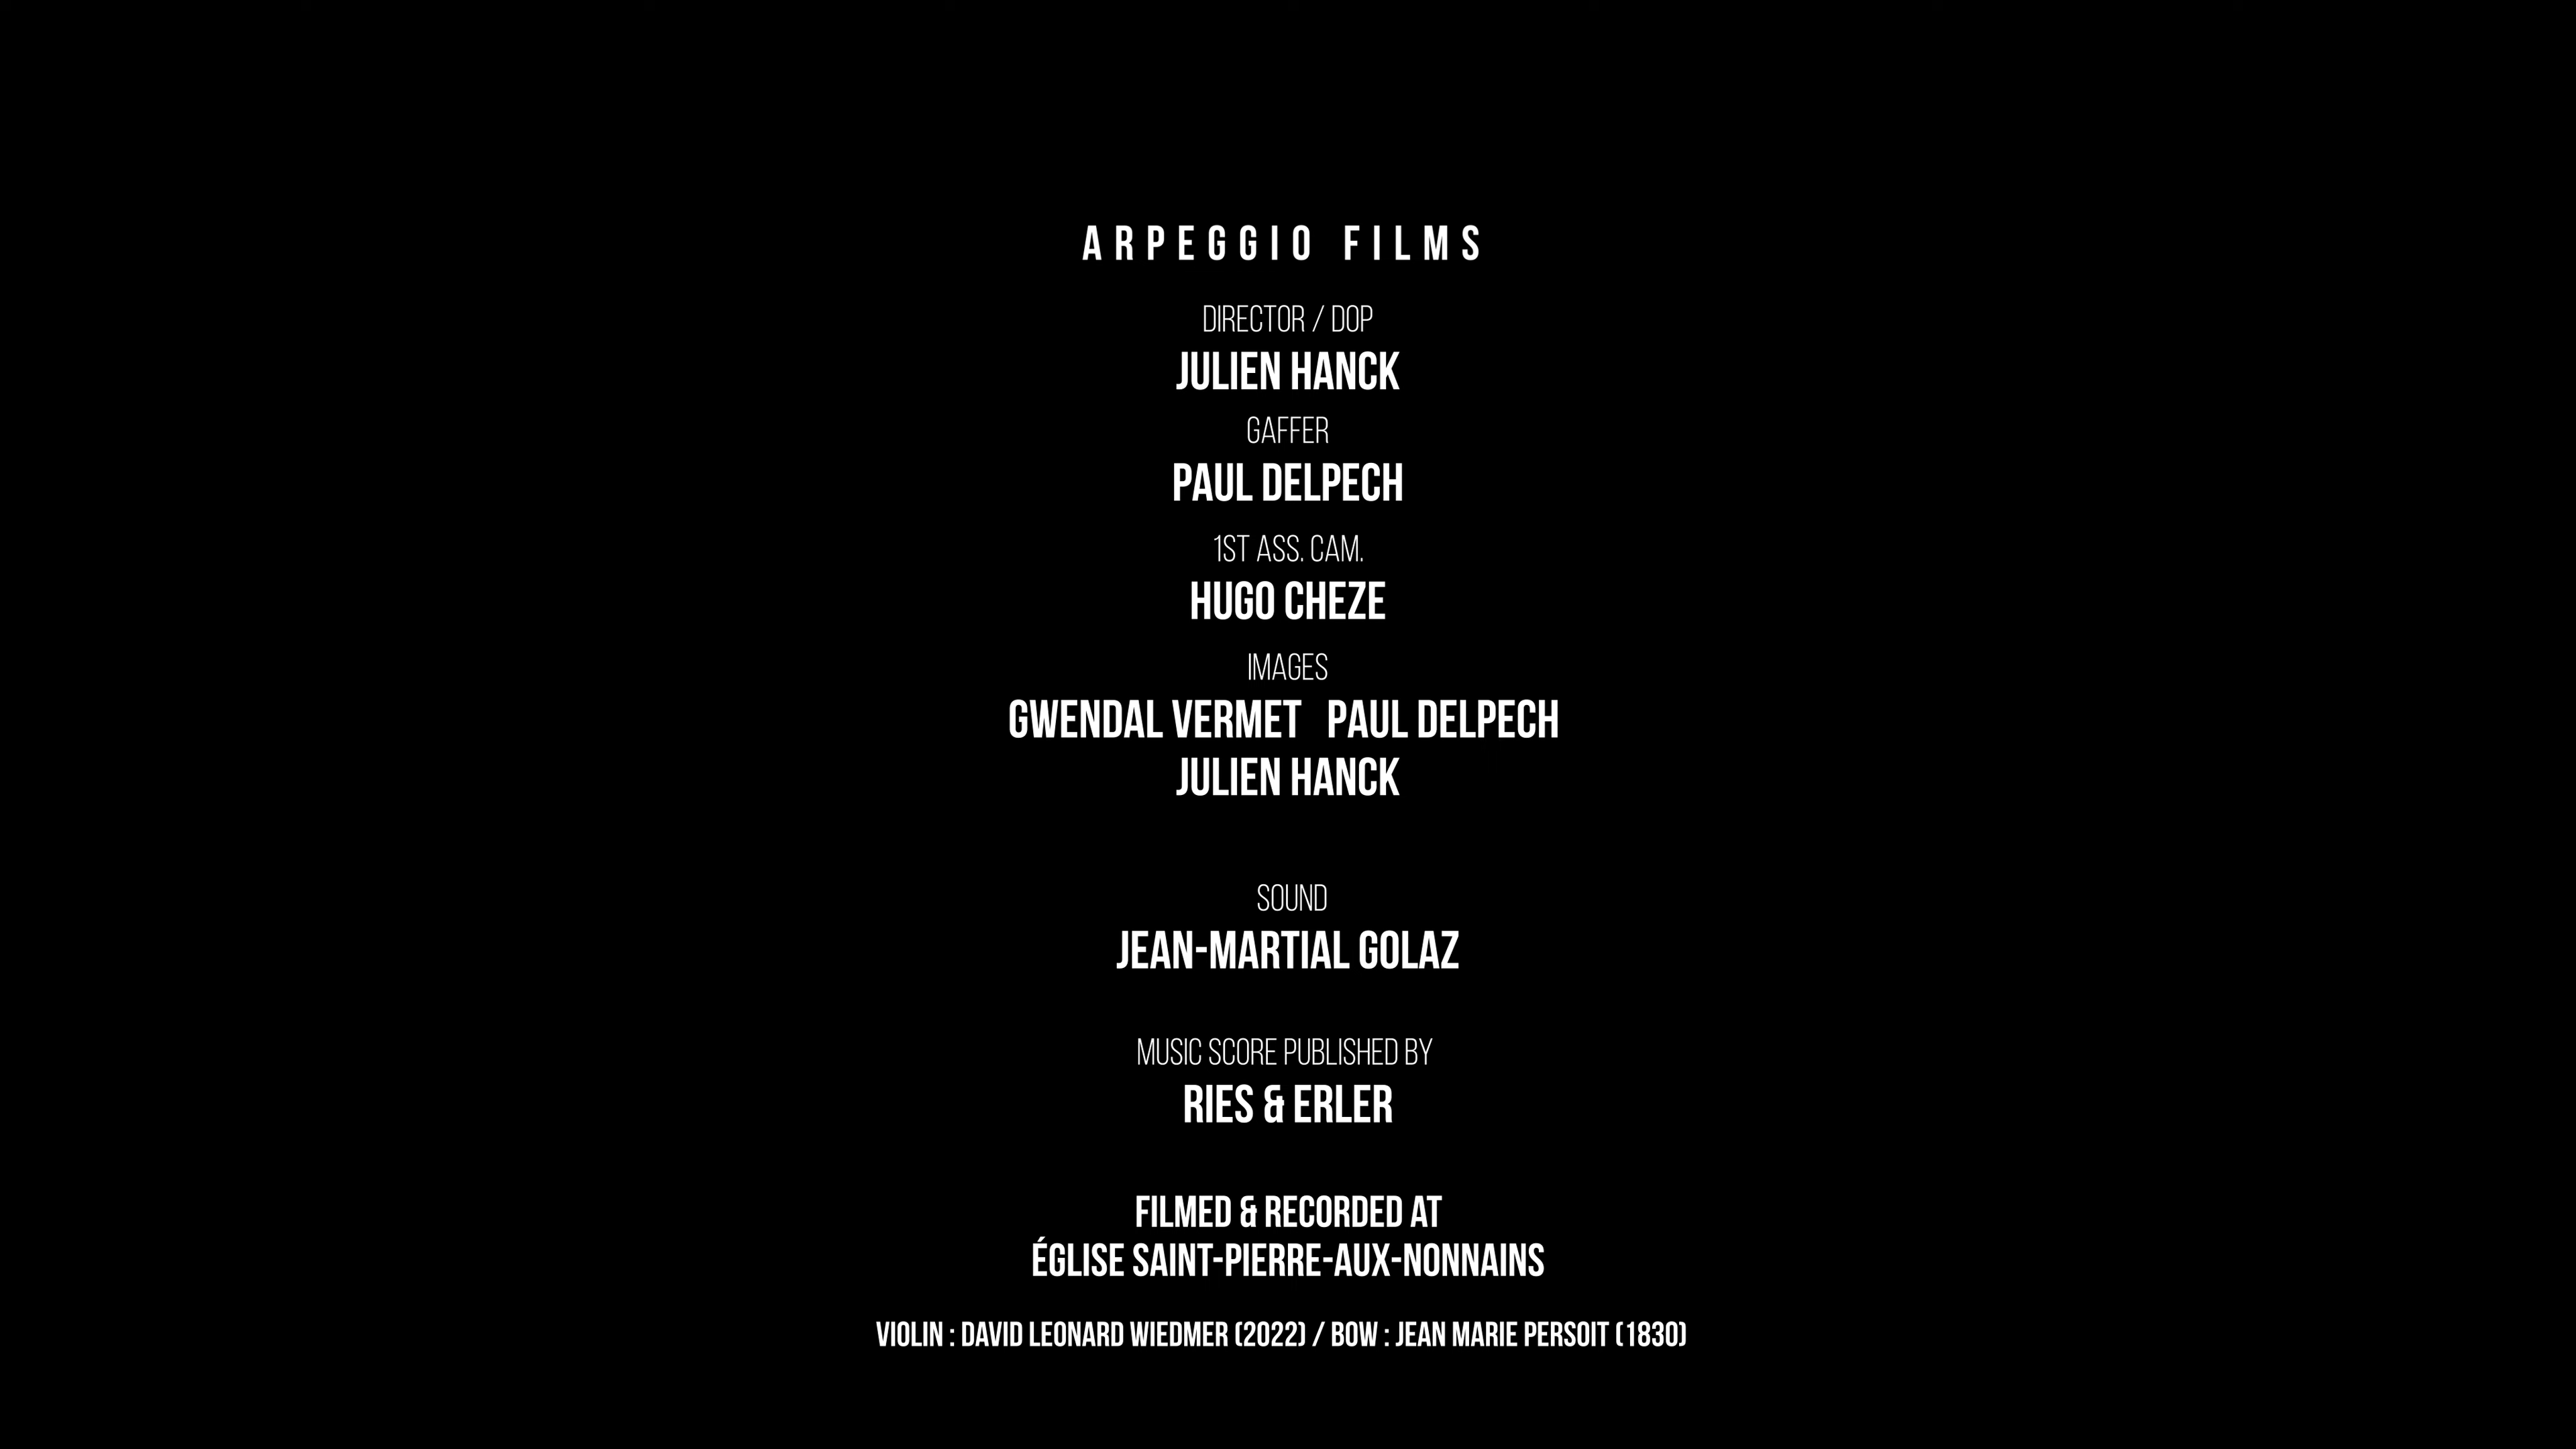 ARPEGGIO FILMS
DIRECTOR / DOP
JULIEN HANCK
GAFFER
PAUL DELPECH
1ST ASS. CAM.
HUGO CHEZE
IMAGES
GWENDAL VERMET PAUL DELPECH
JULIEN HANCK
SOUND
JEAN-MARTIAL GOLAZ
MUSIC SCORE PUBLISHED BY
RIES & ERLER
FILMED & RECORDED AT
ÉGLISE SAINT-PIERRE-AUX-NONNAINS
VIOLIN : DAVID LEONARD WIEDMER (2022) / BOW : JEAN MARIE PERSOIT (1830)